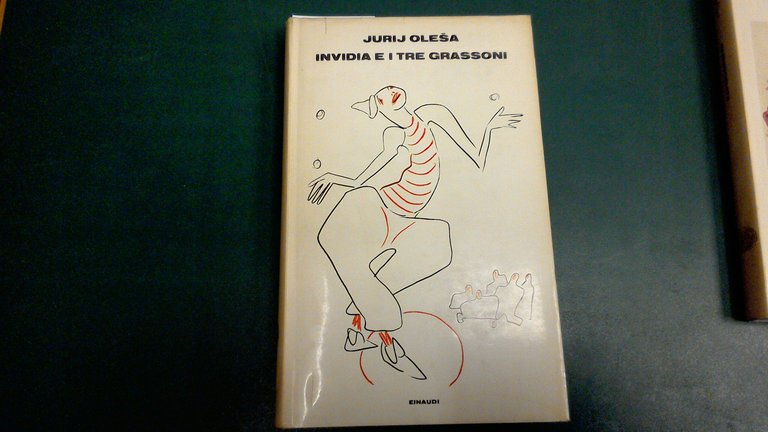 JURIJ OLEŠA
INVIDIA E I TRE GRASSONI
EINAUDI